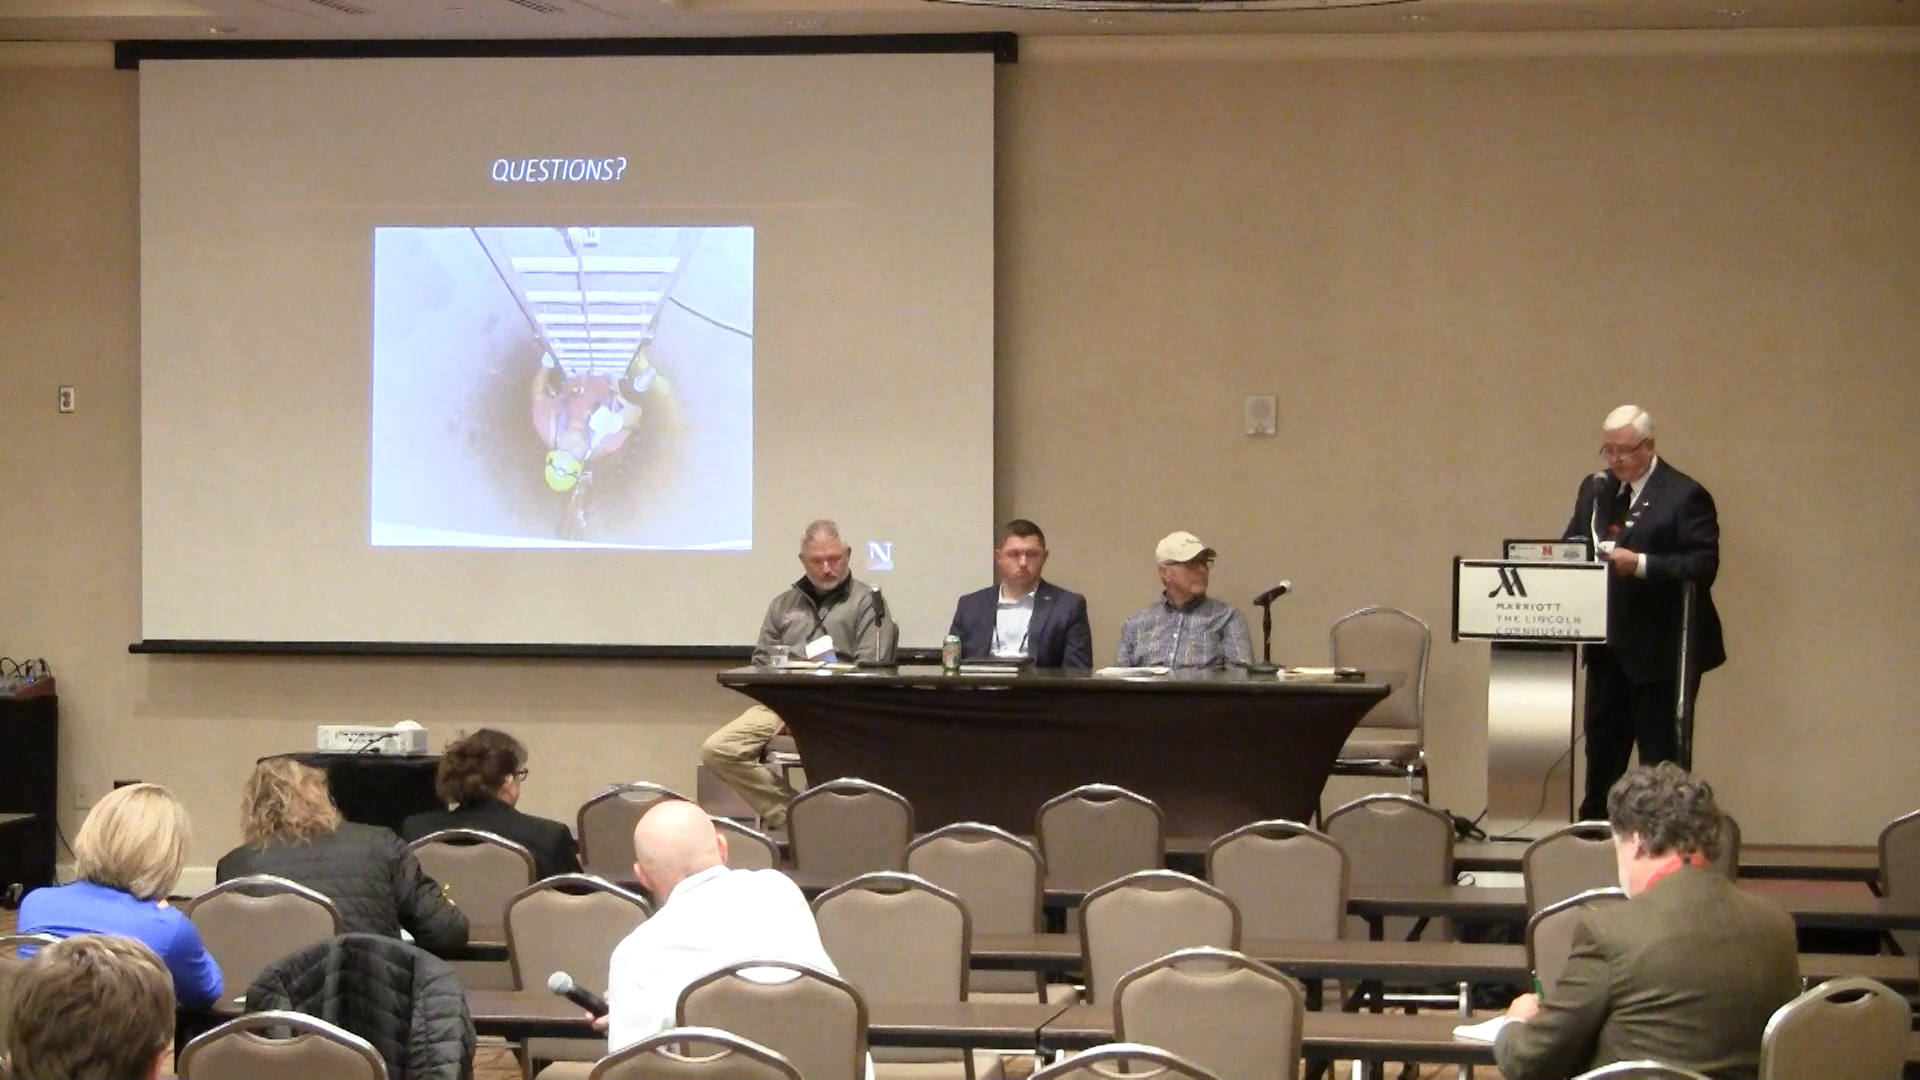 QUESTIONS?
N
N
MARRIOTT
THE LINCOLN
CORNHUSKER